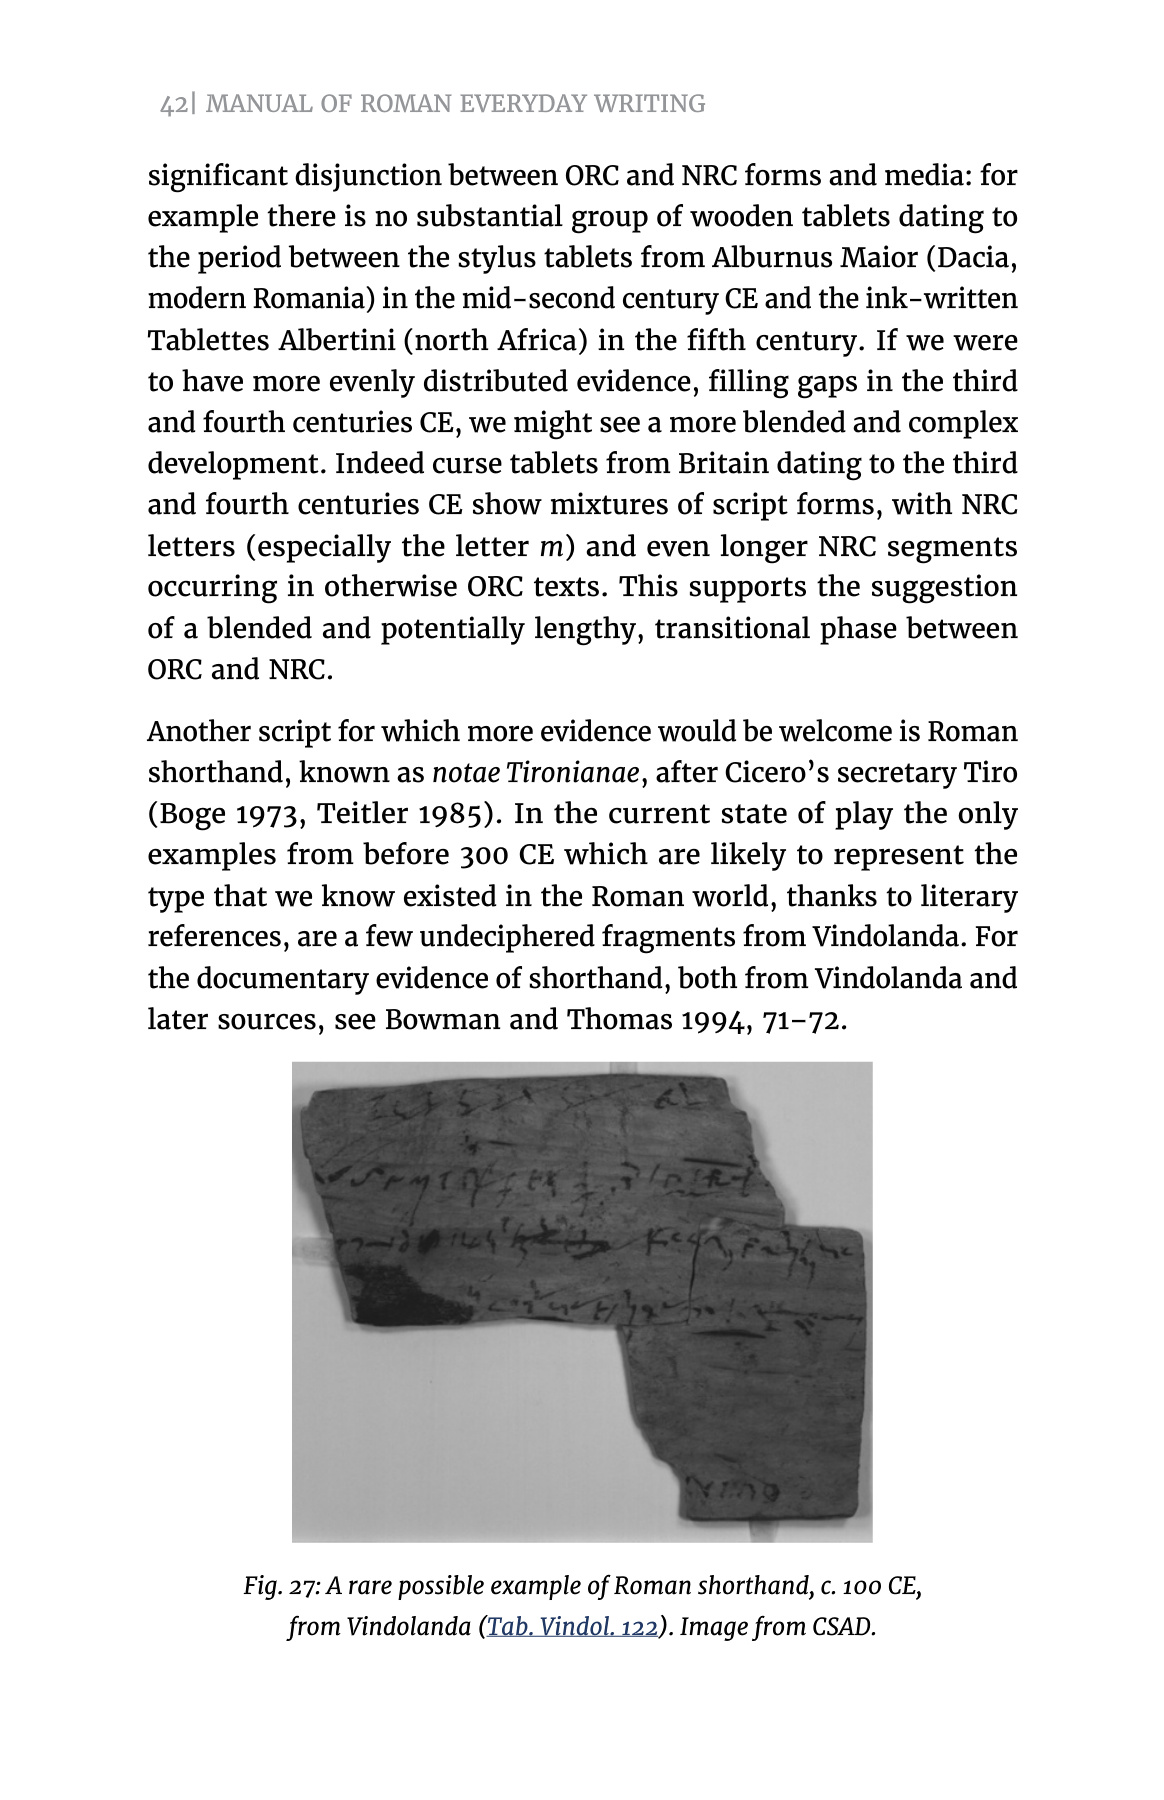 42| MANUAL OF ROMAN EVERYDAY WRITING
significant disjunction between ORC and NRC forms and media: for
example there is no substantial group of wooden tablets dating to
the period between the stylus tablets from Alburnus Maior (Dacia,
modern Romania) in the mid-second century CE and the ink-written
Tablettes Albertini (north Africa) in the fifth century. If we were
to have more evenly distributed evidence, filling gaps in the third
and fourth centuries CE, we might see a more blended and complex
development. Indeed curse tablets from Britain dating to the third
and fourth centuries CE show mixtures of script forms, with NRC
letters (especially the letter m) and even longer NRC segments
occurring in otherwise ORC texts. This supports the suggestion
of a blended and potentially lengthy, transitional phase between
ORC and NRC.
Another script for which more evidence would be welcome is Roman
shorthand, known as notae Tironianae, after Cicero’s secretary Tiro
(Boge 1973, Teitler 1985). In the current state of play the only
examples from before 300 CE which are likely to represent the
type that we know existed in the Roman world, thanks to literary
references, are a few undeciphered fragments from Vindolanda. For
the documentary evidence of shorthand, both from Vindolanda and
later sources, see Bowman and Thomas 1994, 71–72.
Fig. 27: A rare possible example of Roman shorthand, c. 100 CE,
from Vindolanda (Tab. Vindol. 122). Image from CSAD.